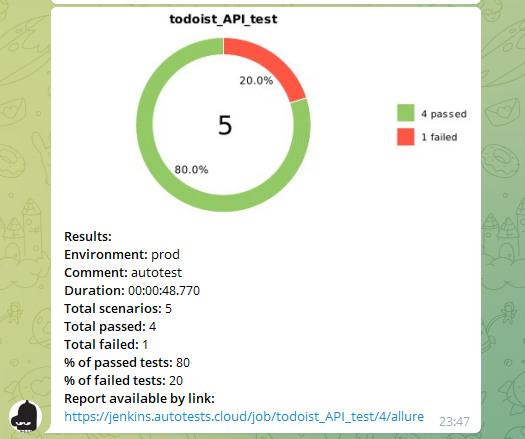 todoist_API_test
20.0%
5
80.0%
4 passed
1 failed
Results:
Environment: prod
Comment: autotest
Duration: 00:00:48.770
Total scenarios: 5
Total passed: 4
Total failed: 1
% of passed tests: 80
% of failed tests: 20
Report available by link:
https://jenkins.autotests.cloud/job/todoist_API_test/4/allure
23:47